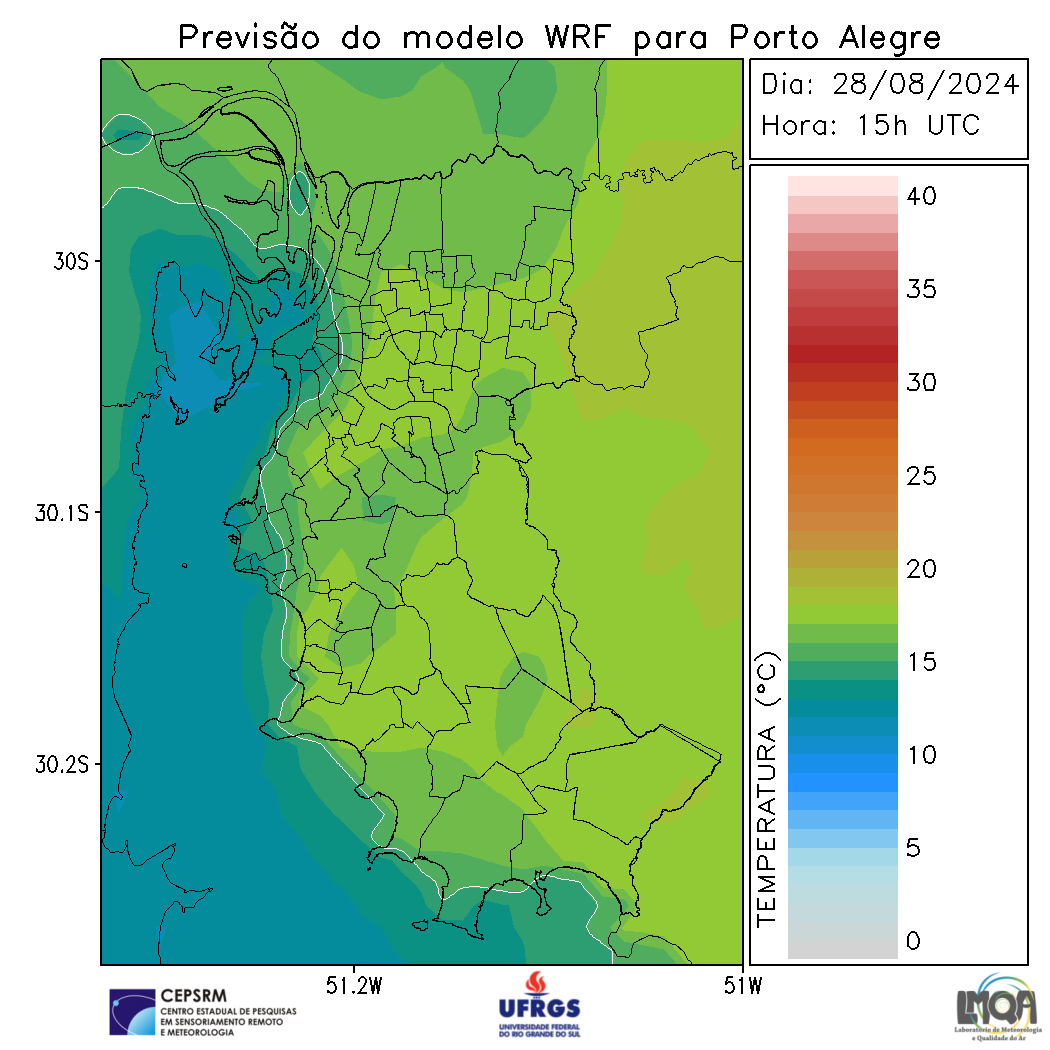 Previsão do modelo WRF para Porto Alegre
Dia: 28/08/2024
Hora: 15h UTC
40
35
30
25
20
15
10
5
0
TEMPERATURA (°C)
30S
30.1S
30.2S
51.2W
51W
CEPSRM
CENTRO ESTADUAL DE PESQUISAS
EM SENSORIAMENTO REMOTO
E METEOROLOGIA
UFRGS
UNIVERSIDADE FEDERAL
DO RIO GRANDE DO SUL
LMQA
Laboratório de Meteorologia
e Qualidade do Ar